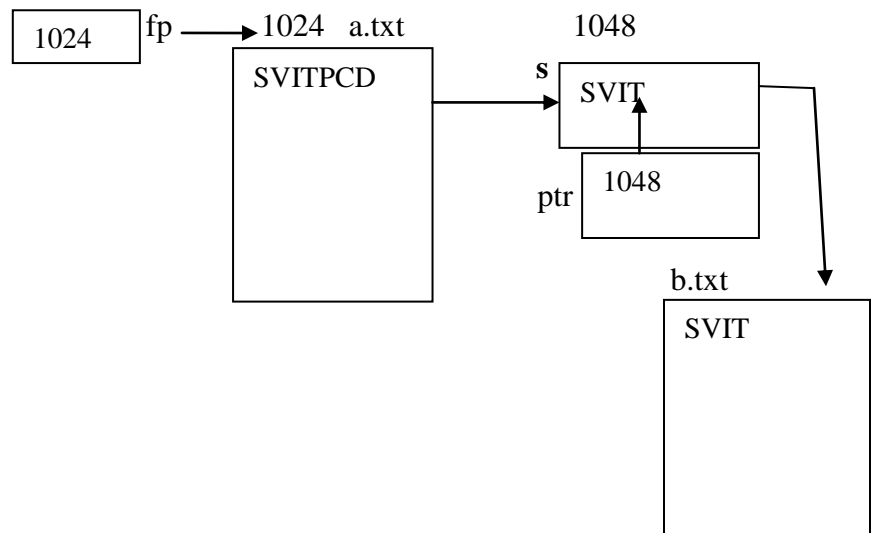 1024 fp 1024 a.txt 1048
SVITPCD
s
SVIT
ptr
1048
b.txt
SVIT